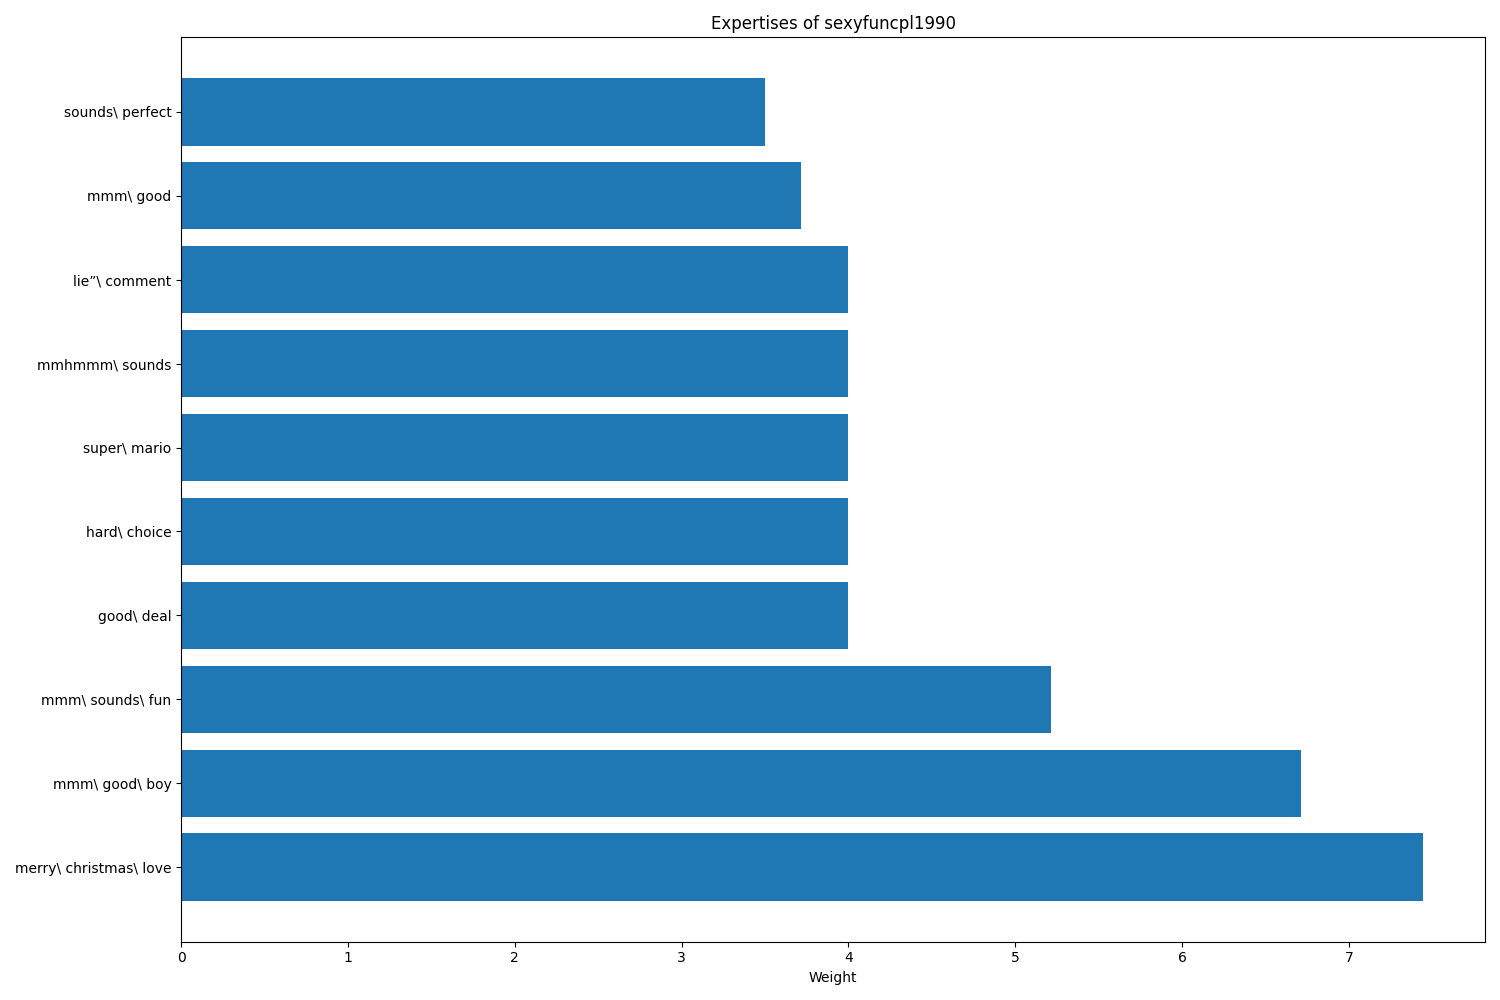 Expertises of sexyfuncpl1990
sounds\ perfect
mmm\ good
lie”\ comment
mmhmmm\ sounds
super\ mario
hard\ choice
good\ deal
mmm\ sounds\ fun
mmm\ good\ boy
merry\ christmas\ love
0 1 2 3 4 5 6 7
Weight